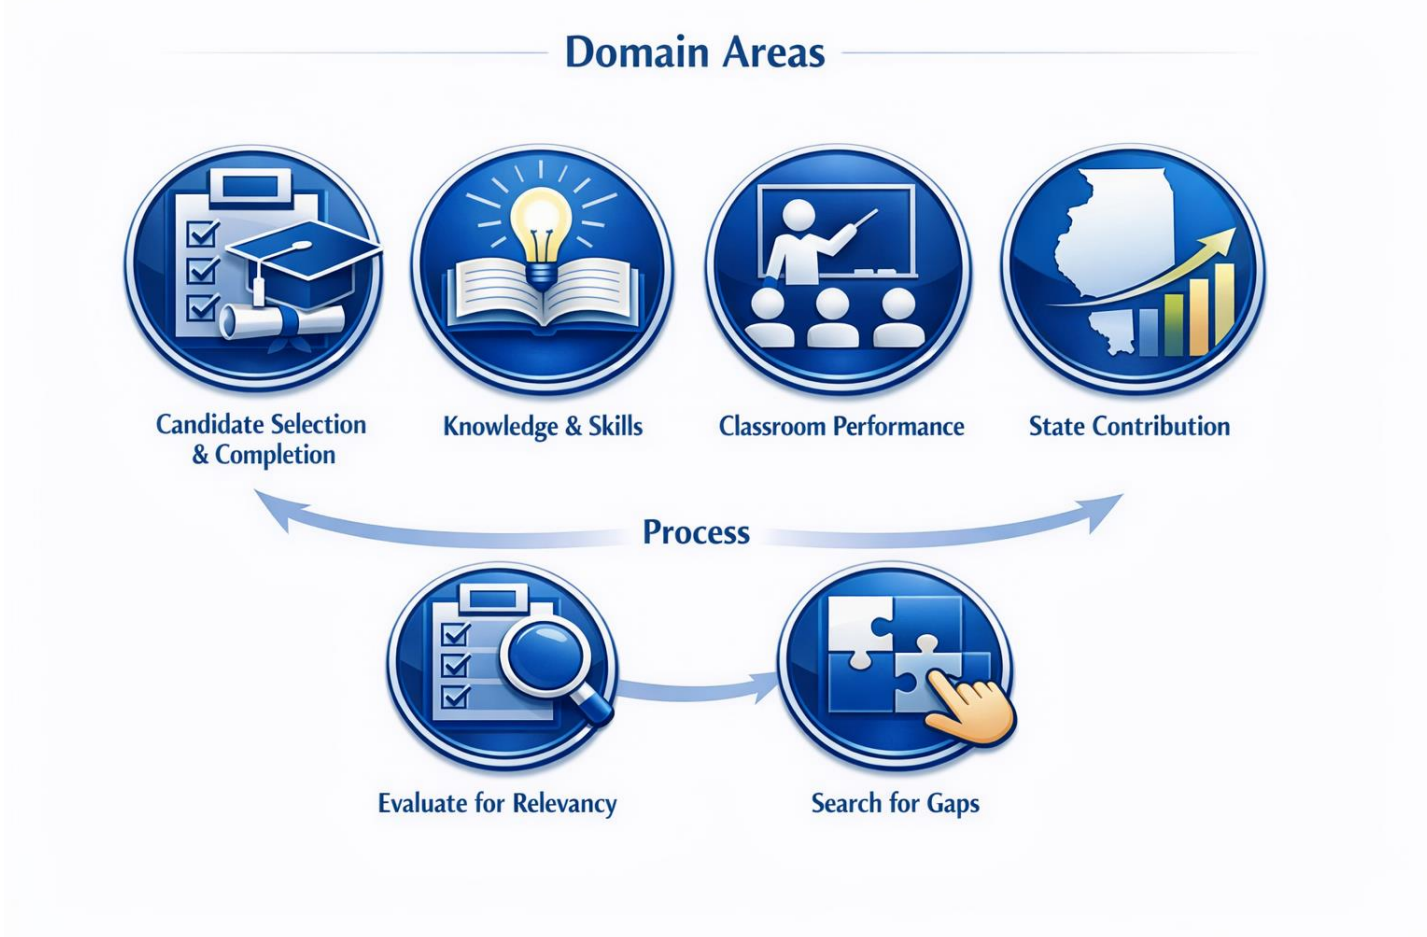 Domain Areas
Candidate Selection
& Completion
Knowledge & Skills
Classroom Performance
State Contribution
Process
Evaluate for Relevancy
Search for Gaps